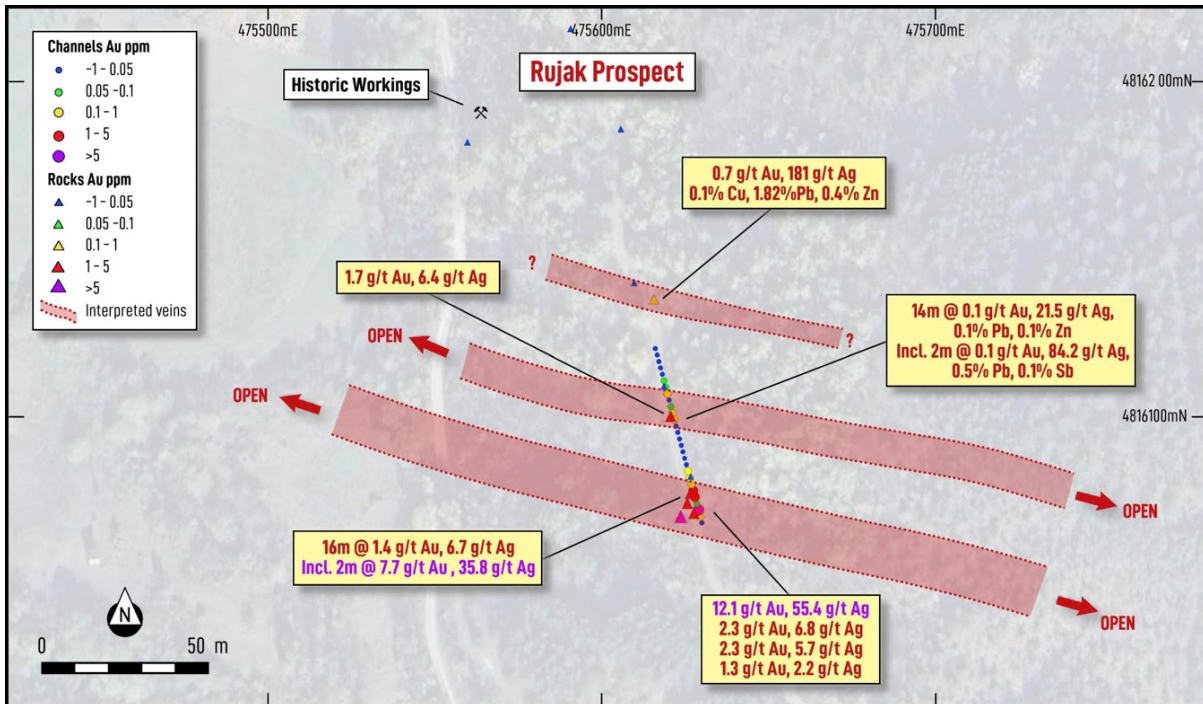 475500mE
475600mE
475700mE
Channels Au ppm
-1 - 0.05
0.05 -0.1
0.1 - 1
1 - 5
>5
Rocks Au ppm
-1 - 0.05
0.05 -0.1
0.1 - 1
1 - 5
>5
Interpreted veins
Rujak Prospect
Historic Workings
48162 00mN
0.7 g/t Au, 181 g/t Ag
0.1% Cu, 1.82%Pb, 0.4% Zn
?
?
1.7 g/t Au, 6.4 g/t Ag
14m @ 0.1 g/t Au, 21.5 g/t Ag,
0.1% Pb, 0.1% Zn
Incl. 2m @ 0.1 g/t Au, 84.2 g/t Ag,
0.5% Pb, 0.1% Sb
OPEN
OPEN
4816100mN
OPEN
16m @ 1.4 g/t Au, 6.7 g/t Ag
Incl. 2m @ 7.7 g/t Au , 35.8 g/t Ag
12.1 g/t Au, 55.4 g/t Ag
2.3 g/t Au, 6.8 g/t Ag
2.3 g/t Au, 5.7 g/t Ag
1.3 g/t Au, 2.2 g/t Ag
OPEN
N
0 50 m